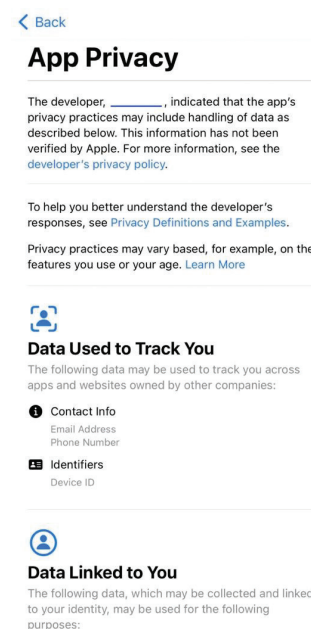 Back
App Privacy
The developer, ________, indicated that the app's
privacy practices may include handling of data as
described below. This information has not been
verified by Apple. For more information, see the
developer's privacy policy.
To help you better understand the developer's
responses, see Privacy Definitions and Examples.
Privacy practices may vary based, for example, on the
features you use or your age. Learn More
Data Used to Track You
The following data may be used to track you across
apps and websites owned by other companies:
Contact Info
Email Address
Phone Number
Identifiers
Device ID
Data Linked to You
The following data, which may be collected and linked
to your identity, may be used for the following
purposes: